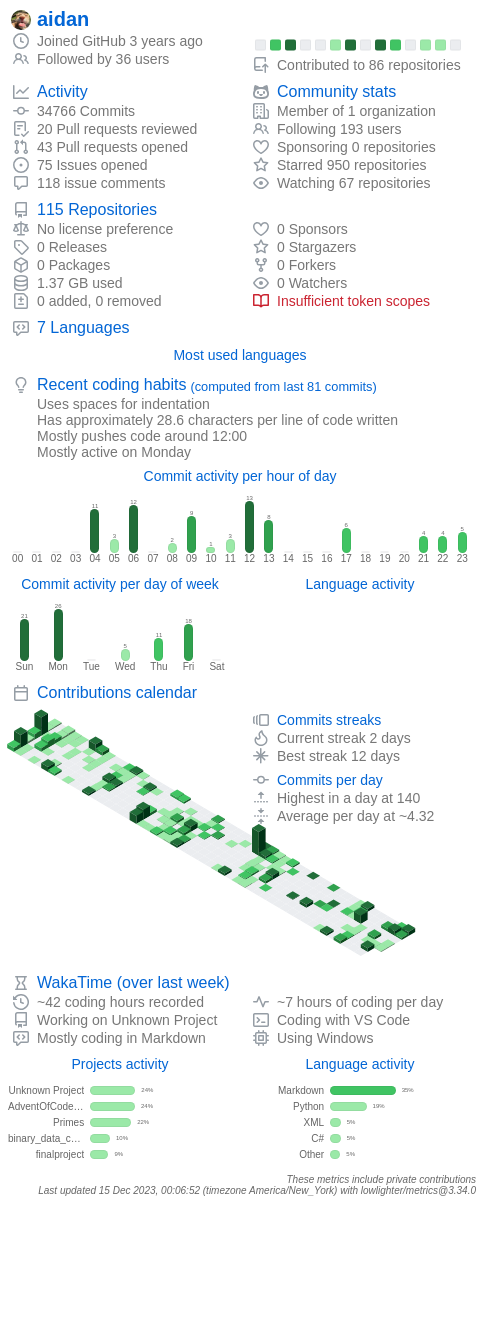 aidan
Joined GitHub 3 years ago
Followed by 36 users
Contributed to 86 repositories
Activity
34766 Commits
20 Pull requests reviewed
43 Pull requests opened
75 Issues opened
118 issue comments
Community stats
Member of 1 organization
Following 193 users
Sponsoring 0 repositories
Starred 950 repositories
Watching 67 repositories
115 Repositories
No license preference
0 Releases
0 Packages
1.37 GB used
0 added, 0 removed
0 Sponsors
0 Stargazers
0 Forkers
0 Watchers
Insufficient token scopes
7 Languages
Most used languages
Recent coding habits (computed from last 81 commits)
Uses spaces for indentation
Has approximately 28.6 characters per line of code written
Mostly pushes code around 12:00
Mostly active on Monday
Commit activity per hour of day
11 3 12 2 9 1 3 13 8 6 4 4 5
00 01 02 03 04 05 06 07 08 09 10 11 12 13 14 15 16 17 18 19 20 21 22 23
Commit activity per day of week
21 26 5 11 18
Sun Mon Tue Wed Thu Fri Sat
Language activity
Contributions calendar
Commits streaks
Current streak 2 days
Best streak 12 days
Commits per day
Highest in a day at 140
Average per day at ~4.32
WakaTime (over last week)
~42 coding hours recorded
Working on Unknown Project
Mostly coding in Markdown
~7 hours of coding per day
Coding with VS Code
Using Windows
Projects activity
Unknown Project 24%
AdventOfCode... 24%
Primes 22%
binary_data_c... 10%
finalproject 9%
Language activity
Markdown 35%
Python 19%
XML 5%
C# 5%
Other 5%
These metrics include private contributions
Last updated 15 Dec 2023, 00:06:52 (timezone America/New_York) with lowlighter/metrics@3.34.0